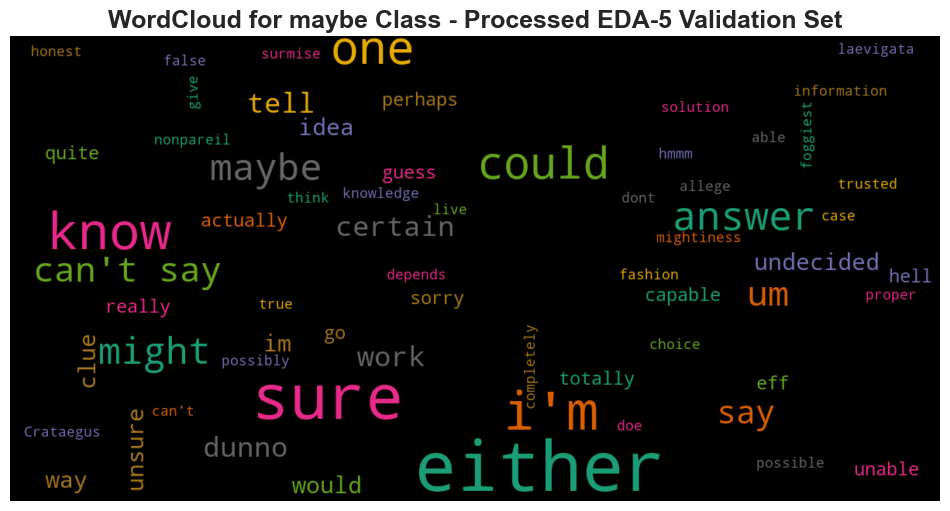 WordCloud for maybe Class - Processed EDA-5 Validation Set
honest
false
surmise
one
laevigata
give
tell
perhaps
information
idea
solution
foggiest
quite
nonpareil
able
maybe
could
hmmm
guess
think
knowledge
dont
allege
trusted
know
actually
certain
live
answer
case
mightiness
can't say
depends
fashion
undecided
hell
really
true
sorry
capable
um
proper
clue
might
im
go
possibly
work
completely
choice
totally
eff
sure
can't
i'm
doe
say
Crataegus
unsure
dunno
either
possible
unable
way
would